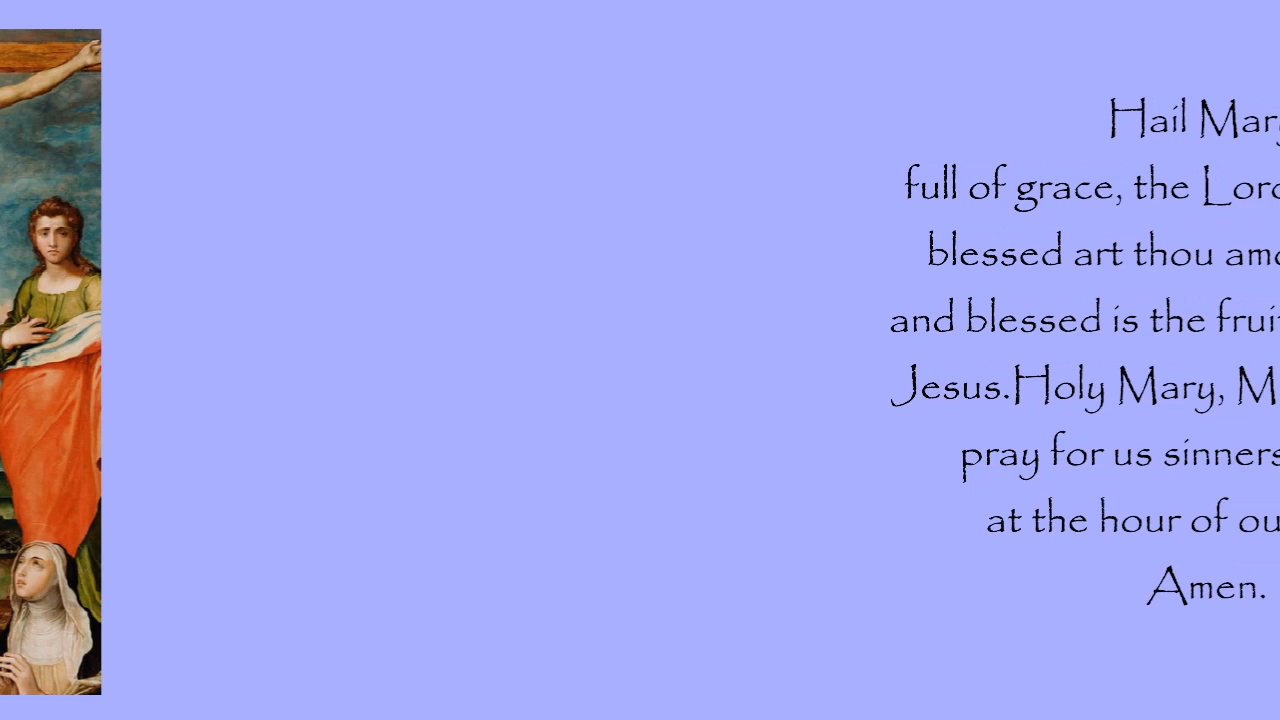 Hail Mar
full of grace, the Lor
blessed art thou am
and blessed is the frui
Jesus.Holy Mary, M
pray for us sinners
at the hour of ou
Amen.